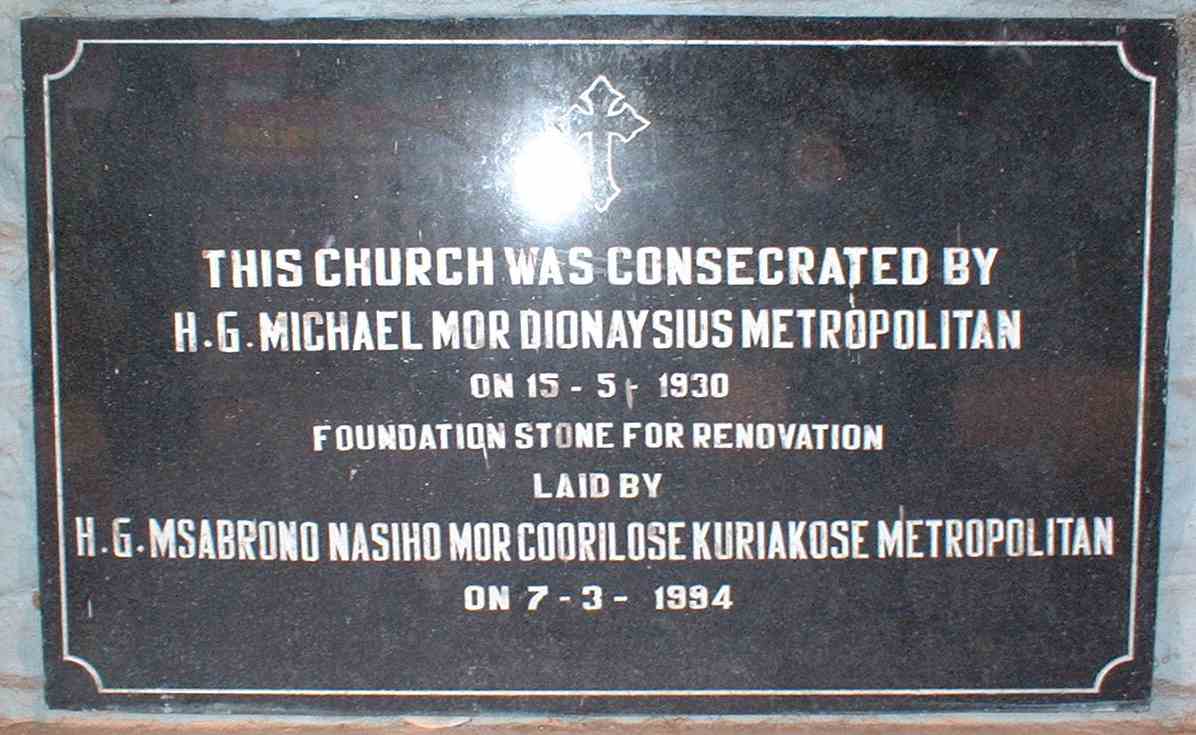 THIS CHURCH WAS CONSECRATED BY
H.G. MICHAEL MOR DIONAYSIUS METROPOLITAN
ON 15 - 5 - 1930
FOUNDATION STONE FOR RENOVATION
LAID BY
H.G. MSABRONO NASIHO MOR COORILOSE KURIAKOSE METROPOLITAN
ON 7 - 3 - 1994